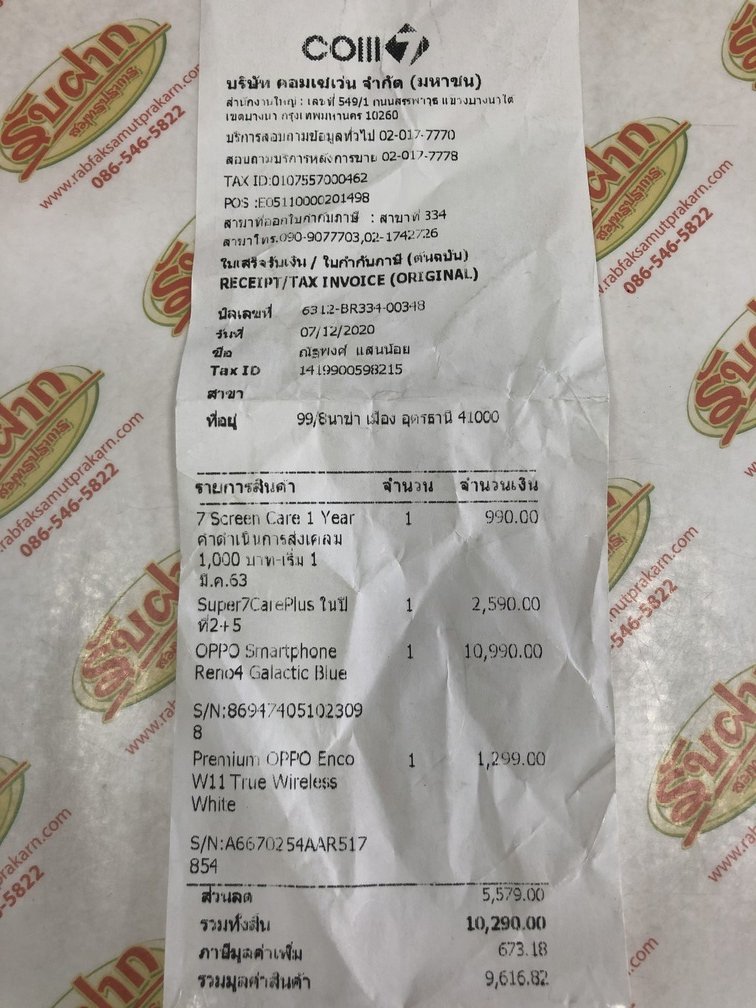 COM7
บริษัท คอมเซเว่น จำกัด (มหาชน)
สำนักงานใหญ่ : เลขที่ 549/1 ถนนสรรพาวุธ แขวงบางนาใต้
เขตบางนา กรุงเทพมหานคร 10260
บริการสอบถามข้อมูลทั่วไป 02-017-7770
สอบถามบริการหลังการขาย 02-017-7778
TAX ID:0107557000462
POS :E05110000201498
สาขาที่ออกใบกำกับภาษี : สาขาที่ 334
สาขาโทร.090-9077703,02-1742726
ใบเสร็จรับเงิน / ใบกำกับภาษี (ต้นฉบับ)
RECEIPT/TAX INVOICE (ORIGINAL)
บิลเลขที่ 6312-BR334-00348
วันที่ 07/12/2020
ชื่อ ณัฐพงศ์ แสนน้อย
Tax ID 1419900598215
สาขา
ที่อยู่ 99/8นาข่า เมือง อุดรธานี 41000
รายการสินค้า จำนวน จำนวนเงิน
7 Screen Care 1 Year 1 990.00
ค่าดำเนินการส่งเคลม
1,000 บาท-เริ่ม 1
มี.ค.63
Super7CarePlus ในปี 1 2,590.00
ที่2+5
OPPO Smartphone 1 10,990.00
Reno4 Galactic Blue
S/N:86947405102309
8
Premium OPPO Enco 1 1,299.00
W11 True Wireless
White
S/N:A6670254AAR517
854
ส่วนลด 5,579.00
รวมทั้งสิ้น 10,290.00
ภาษีมูลค่าเพิ่ม 673.18
รวมมูลค่าสินค้า 9,616.82
รับฝาก
สมุทรปราการ
www.rabfaksamutprakarn.com
086-546-5822